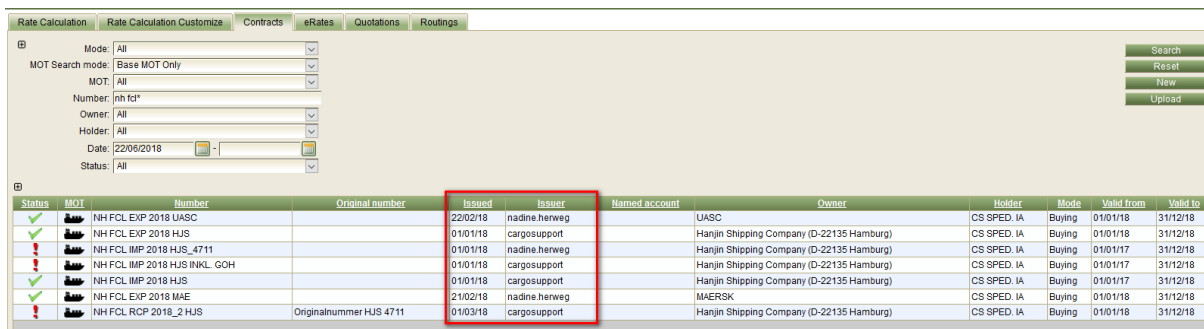 Rate Calculation Rate Calculation Customize Contracts eRates Quotations Routings
Mode: All Search
MOT Search mode: Base MOT Only Reset
MOT: All New
Number: nh fcl* Upload
Owner: All
Holder: All
Date: 22/06/2018 -
Status: All
Status MOT Number Original number Issued Issuer Named account Owner Holder Mode Valid from Valid to
NH FCL EXP 2018 UASC 22/02/18 nadine.herweg UASC CS SPED. IA Buying 01/01/18 31/12/18
NH FCL EXP 2018 HJS 01/01/18 cargosupport Hanjin Shipping Company (D-22135 Hamburg) CS SPED. IA Buying 01/01/18 31/12/18
NH FCL IMP 2018 HJS_4711 01/01/18 nadine.herweg Hanjin Shipping Company (D-22135 Hamburg) CS SPED. IA Buying 01/01/17 31/12/18
NH FCL IMP 2018 HJS INKL. GOH 01/01/18 cargosupport Hanjin Shipping Company (D-22135 Hamburg) CS SPED. IA Buying 01/01/17 31/12/18
NH FCL IMP 2018 HJS 01/01/18 cargosupport Hanjin Shipping Company (D-22135 Hamburg) CS SPED. IA Buying 01/01/17 31/12/18
NH FCL EXP 2018 MAE 21/02/18 nadine.herweg MAERSK CS SPED. IA Buying 01/01/18 31/12/18
NH FCL RCP 2018_2 HJS Originalnummer HJS 4711 01/03/18 cargosupport Hanjin Shipping Company (D-22135 Hamburg) CS SPED. IA Buying 01/01/18 31/12/18